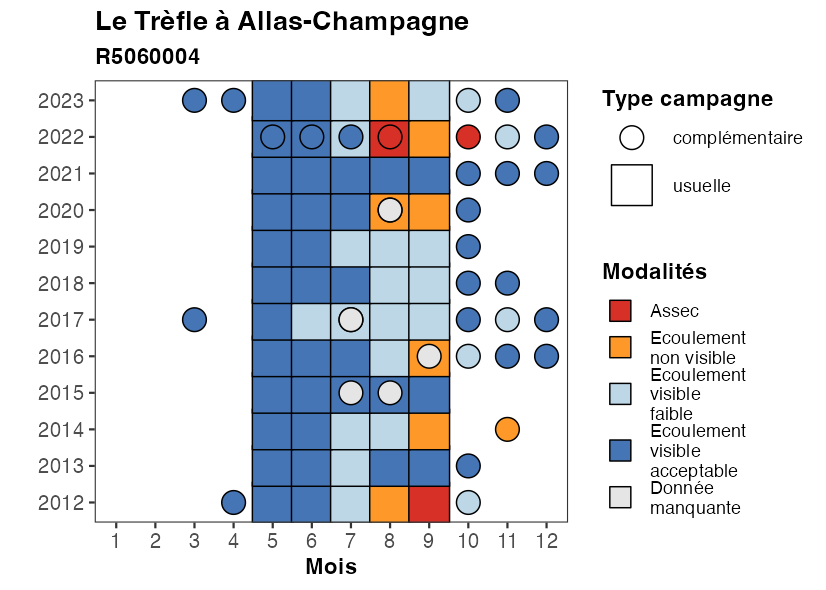 Le Trèfle à Allas-Champagne
R5060004
2023
2022
2021
2020
2019
2018
2017
2016
2015
2014
2013
2012
1 2 3 4 5 6 7 8 9 10 11 12
Mois
Type campagne
complémentaire
usuelle
Modalités
Assec
Ecoulement
non visible
Ecoulement
visible
faible
Ecoulement
visible
acceptable
Donnée
manquante